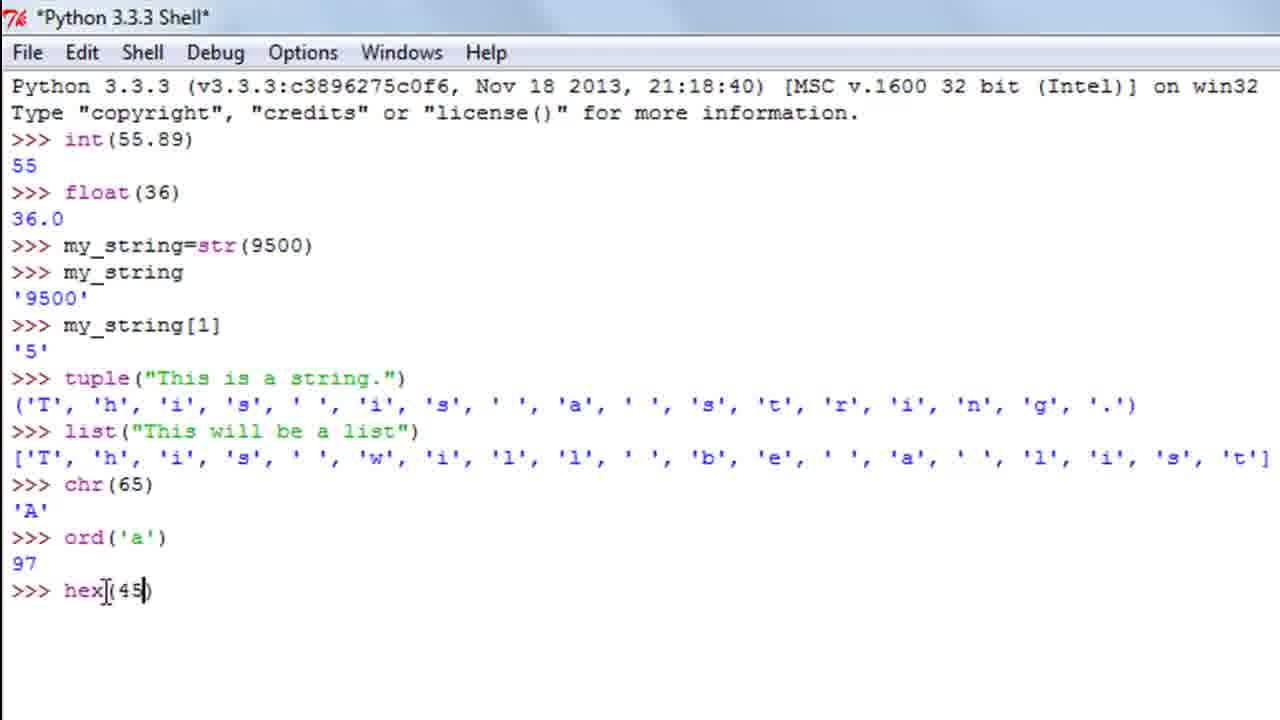 *Python 3.3.3 Shell*
File Edit Shell Debug Options Windows Help
Python 3.3.3 (v3.3.3:c3896275c0f6, Nov 18 2013, 21:18:40) [MSC v.1600 32 bit (Intel)] on win32
Type "copyright", "credits" or "license()" for more information.
>>> int(55.89)
55
>>> float(36)
36.0
>>> my_string=str(9500)
>>> my_string
'9500'
>>> my_string[1]
'5'
>>> tuple("This is a string.")
('T', 'h', 'i', 's', ' ', 'i', 's', ' ', 'a', ' ', 's', 't', 'r', 'i', 'n', 'g', '.')
>>> list("This will be a list")
['T', 'h', 'i', 's', ' ', 'w', 'i', 'l', 'l', ' ', 'b', 'e', ' ', 'a', ' ', 'l', 'i', 's', 't']
>>> chr(65)
'A'
>>> ord('a')
97
>>> hex(45)